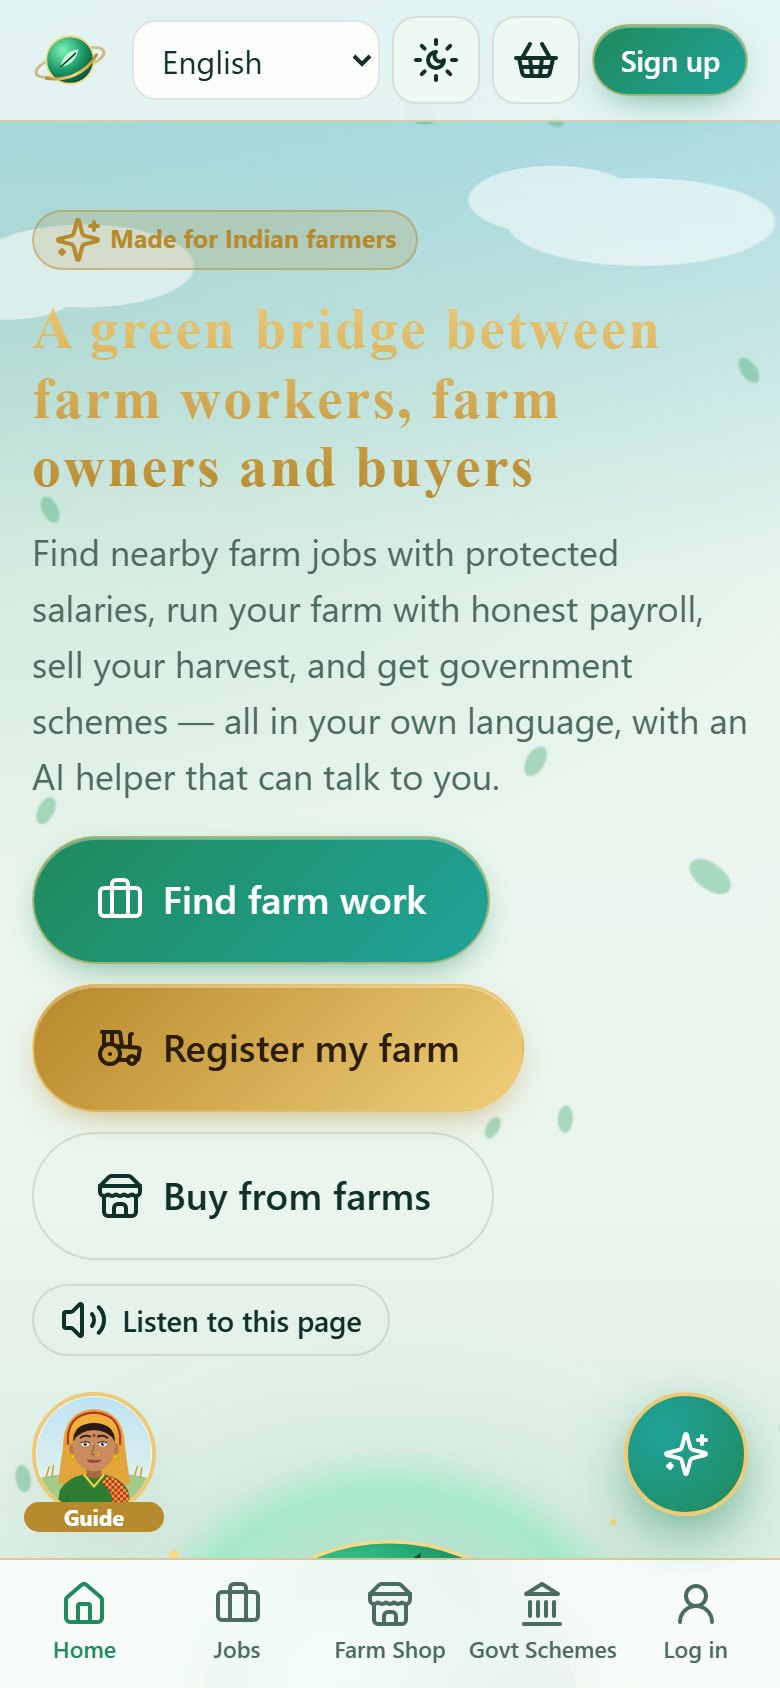 English
Sign up
Made for Indian farmers
A green bridge between
farm workers, farm
owners and buyers
Find nearby farm jobs with protected
salaries, run your farm with honest payroll,
sell your harvest, and get government
schemes — all in your own language, with an
AI helper that can talk to you.
Find farm work
Register my farm
Buy from farms
Listen to this page
Guide
Home
Jobs
Farm Shop
Govt Schemes
Log in